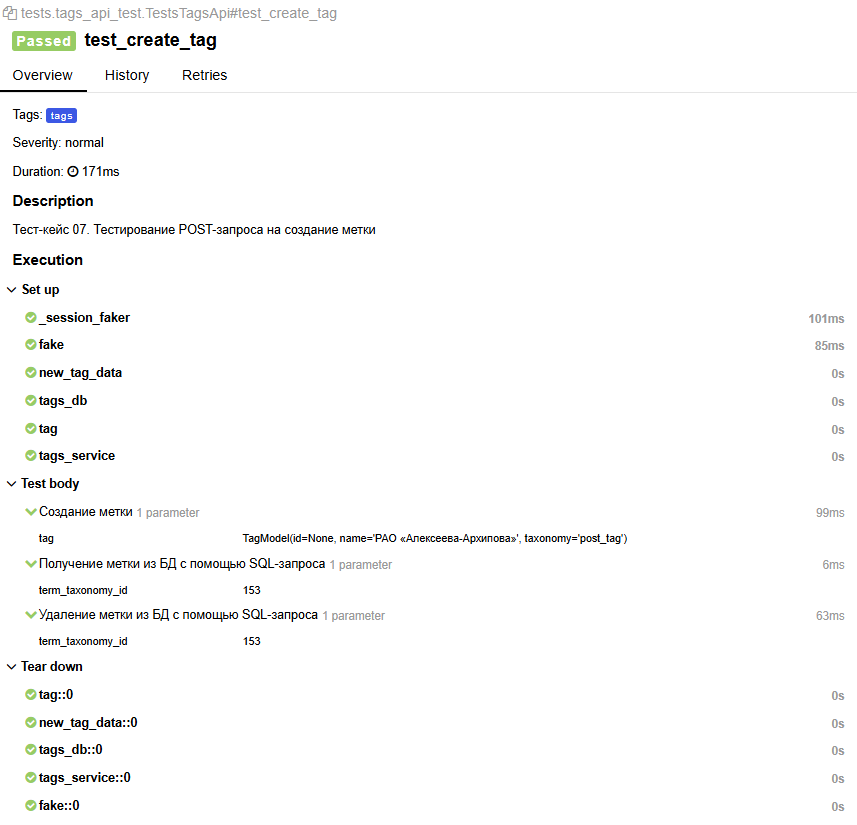 tests.tags_api_test.TestsTagsApi#test_create_tag
Passed test_create_tag
Overview History Retries
Tags: tags
Severity: normal
Duration: 171ms
Description
Тест-кейс 07. Тестирование POST-запроса на создание метки
Execution
Set up
_session_faker 101ms
fake 85ms
new_tag_data 0s
tags_db 0s
tag 0s
tags_service 0s
Test body
Создание метки 1 parameter 99ms
tag TagModel(id=None, name='РАО «Алексеева-Архипова»', taxonomy='post_tag')
Получение метки из БД с помощью SQL-запроса 1 parameter 6ms
term_taxonomy_id 153
Удаление метки из БД с помощью SQL-запроса 1 parameter 63ms
term_taxonomy_id 153
Tear down
tag::0 0s
new_tag_data::0 0s
tags_db::0 0s
tags_service::0 0s
fake::0 0s